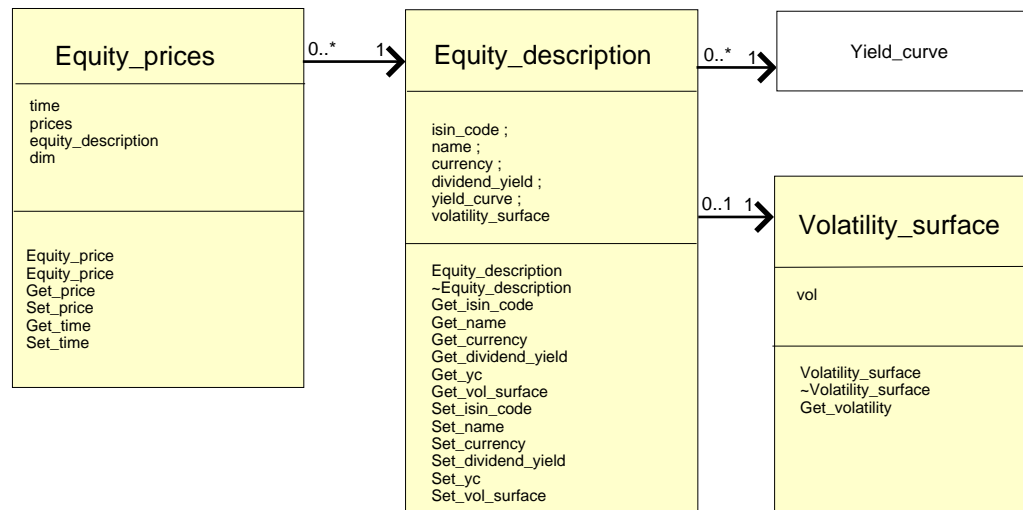 Equity_prices
time
prices
equity_description
dim
Equity_price
Equity_price
Get_price
Set_price
Get_time
Set_time
0..* 1
Equity_description
isin_code ;
name ;
currency ;
dividend_yield ;
yield_curve ;
volatility_surface
Equity_description
~Equity_description
Get_isin_code
Get_name
Get_currency
Get_dividend_yield
Get_yc
Get_vol_surface
Set_isin_code
Set_name
Set_currency
Set_dividend_yield
Set_yc
Set_vol_surface
0..* 1
Yield_curve
0..1 1
Volatility_surface
vol
Volatility_surface
~Volatility_surface
Get_volatility